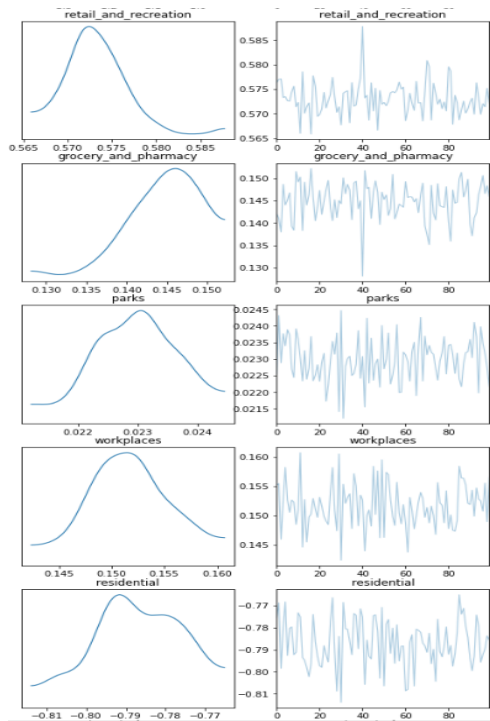 retail_and_recreation retail_and_recreation
0.585
0.580
0.575
0.570
0.565
0.565 0.570 0.575 0.580 0.585 0 20 40 60 80
grocery_and_pharmacy grocery_and_pharmacy
0.150
0.145
0.140
0.135
0.130
0.130 0.135 0.140 0.145 0.150 0 20 40 60 80
parks parks
0.0245
0.0240
0.0235
0.0230
0.0225
0.0220
0.0215
0.022 0.023 0.024 0 20 40 60 80
workplaces workplaces
0.160
0.155
0.150
0.145
0.145 0.150 0.155 0.160 0 20 40 60 80
residential residential
−0.77
−0.78
−0.79
−0.80
−0.81
−0.81 −0.80 −0.79 −0.78 −0.77 0 20 40 60 80